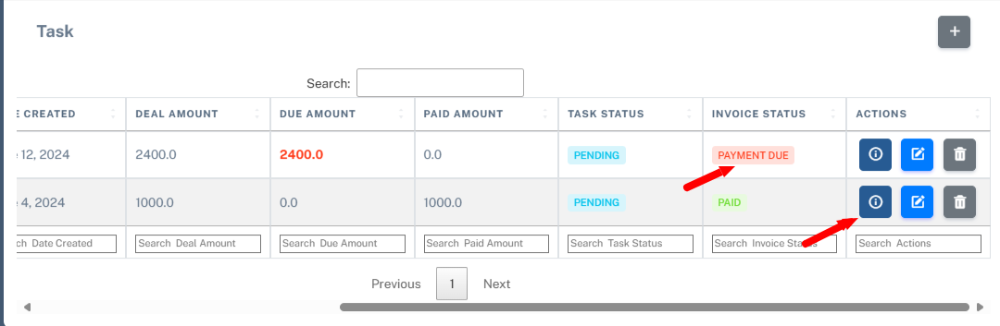 Task
+
Search:
E CREATED DEAL AMOUNT DUE AMOUNT PAID AMOUNT TASK STATUS INVOICE STATUS ACTIONS
12, 2024 2400.0 2400.0 0.0 PENDING PAYMENT DUE
4, 2024 1000.0 0.0 1000.0 PENDING PAID
ch Date Created Search Deal Amount Search Due Amount Search Paid Amount Search Task Status Search Invoice Status Search Actions
Previous 1 Next